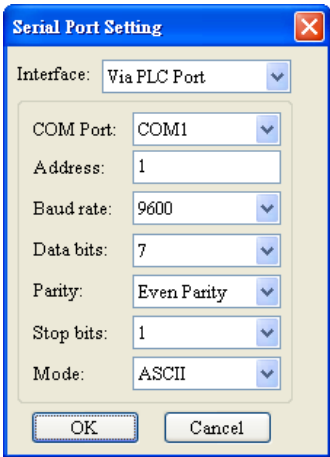 Serial Port Setting
Interface: Via PLC Port
COM Port: COM1
Address: 1
Baud rate: 9600
Data bits: 7
Parity: Even Parity
Stop bits: 1
Mode: ASCII
OK Cancel